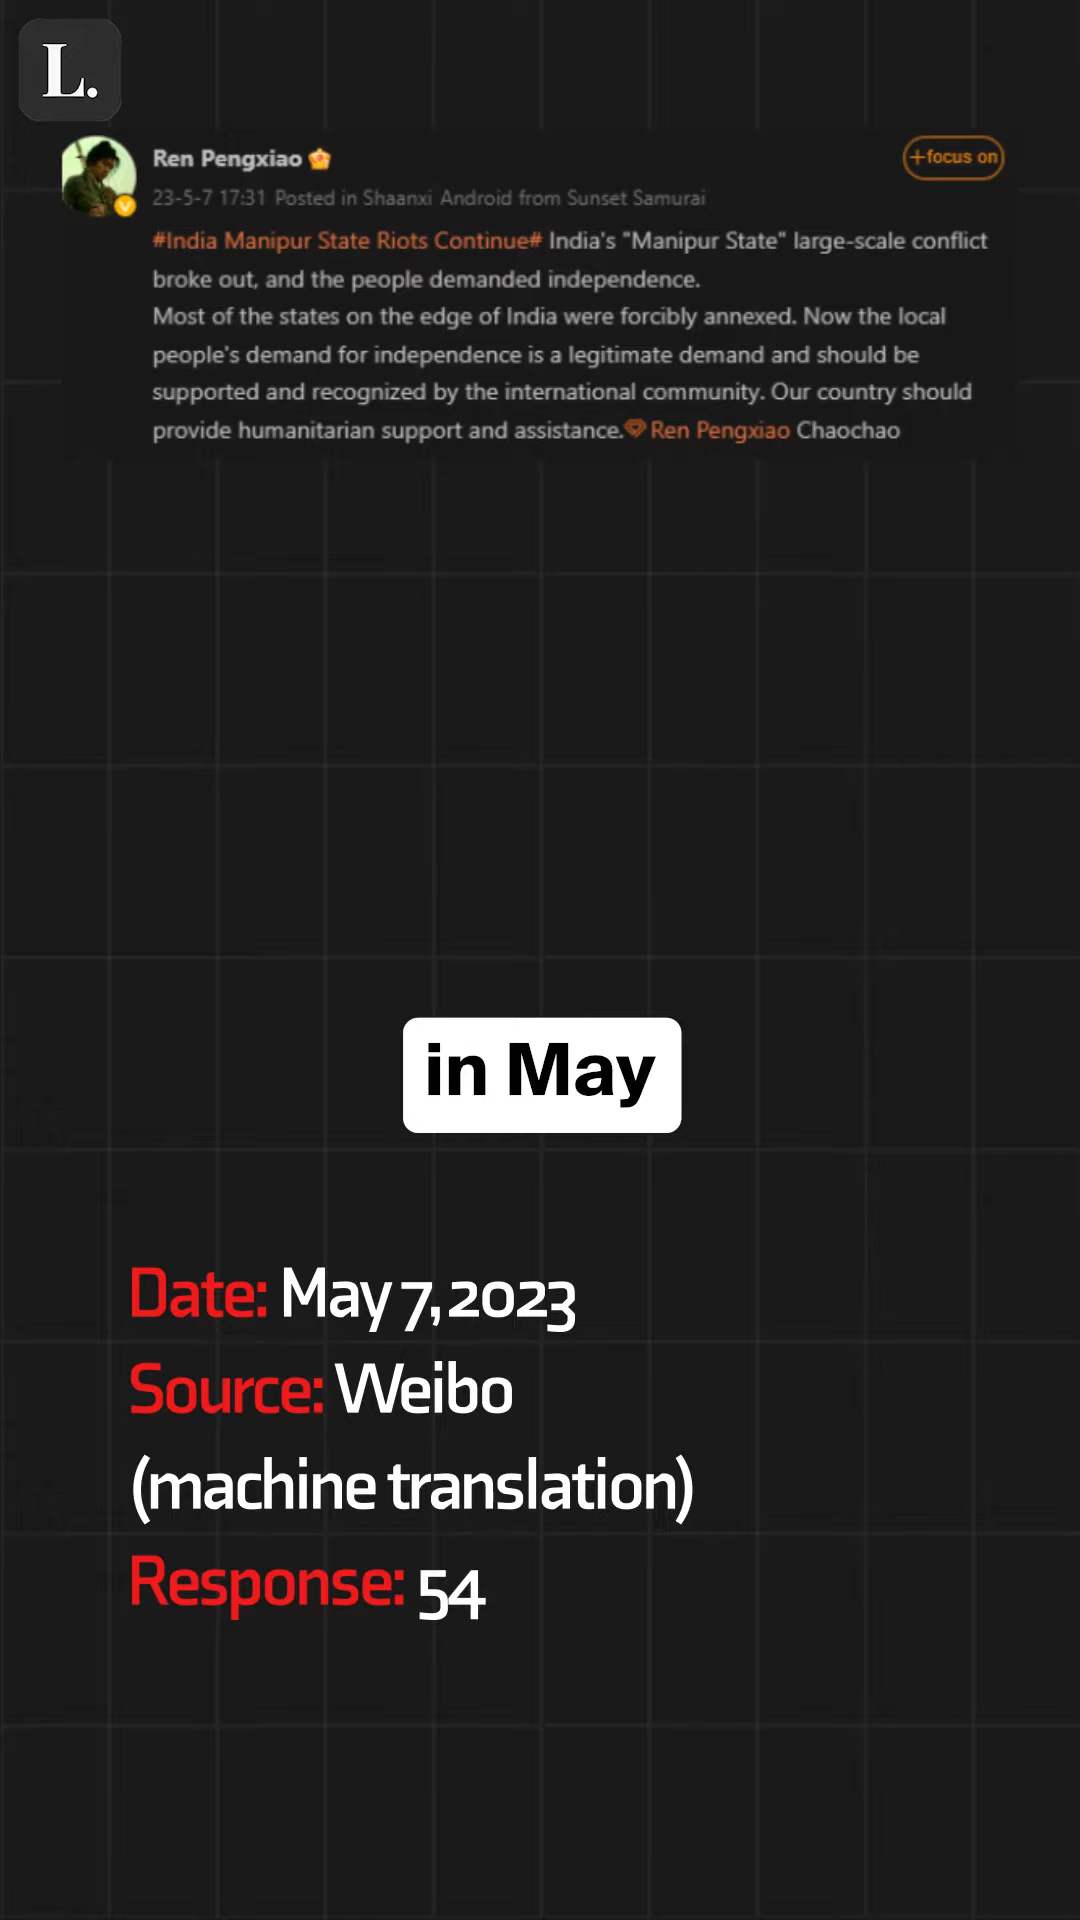 L.
Ren Pengxiao
+focus on
23-5-7 17:31 Posted in Shaanxi Android from Sunset Samurai
#India Manipur State Riots Continue# India's "Manipur State" large-scale conflict
broke out, and the people demanded independence.
Most of the states on the edge of India were forcibly annexed. Now the local
people's demand for independence is a legitimate demand and should be
supported and recognized by the international community. Our country should
provide humanitarian support and assistance. Ren Pengxiao Chaochao
in May
Date: May 7, 2023
Source: Weibo
(machine translation)
Response: 54